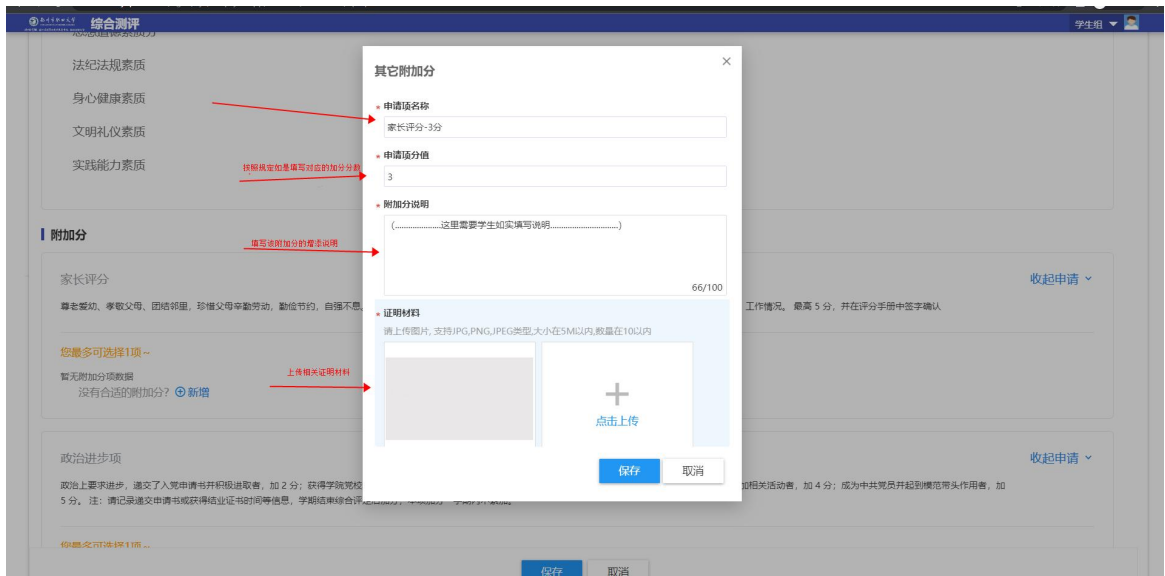 综合测评
学生组
法纪法规素质
身心健康素质
文明礼仪素质
实践能力素质
附加分
家长评分
收起申请
尊老爱幼、孝敬父母、团结邻里，珍惜父母辛勤劳动，勤俭节约，自强不息,
工作情况。 最高 5 分，并在评分手册中签字确认
您最多可选择1项～
暂无附加分项数据
没有合适的附加分？ 新增
政治进步项
收起申请
政治上要求进步，递交了入党申请书并积极进取者，加 2 分；获得学院党校
加相关活动者，加 4 分；成为中共党员并起到模范带头作用者，加
5 分。 注：请记录递交申请书或获得结业证书时间等信息，学期结束综合评
您最多可选择1项～
保存
取消
其它附加分
* 申请项名称
家长评分-3分
* 申请项分值
按照规定如是填写对应的加分分数
3
* 附加分说明
填写该附加分的增添说明
(......................这里需要学生如实填写说明................................)
66/100
* 证明材料
请上传图片, 支持JPG,PNG,JPEG类型,大小在5M以内,数量在10以内
上传相关证明材料
点击上传
保存
取消